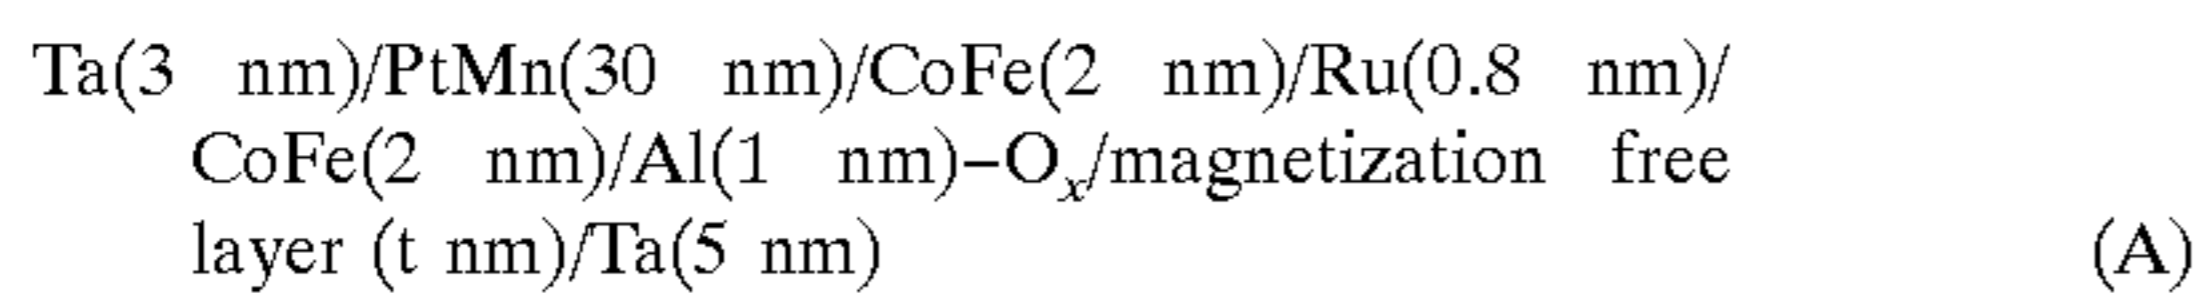 Ta(3 nm)/PtMn(30 nm)/CoFe(2 nm)/Ru(0.8 nm)/
CoFe(2 nm)/Al(1 nm)–Oₓ/magnetization free
layer (t nm)/Ta(5 nm) (A)